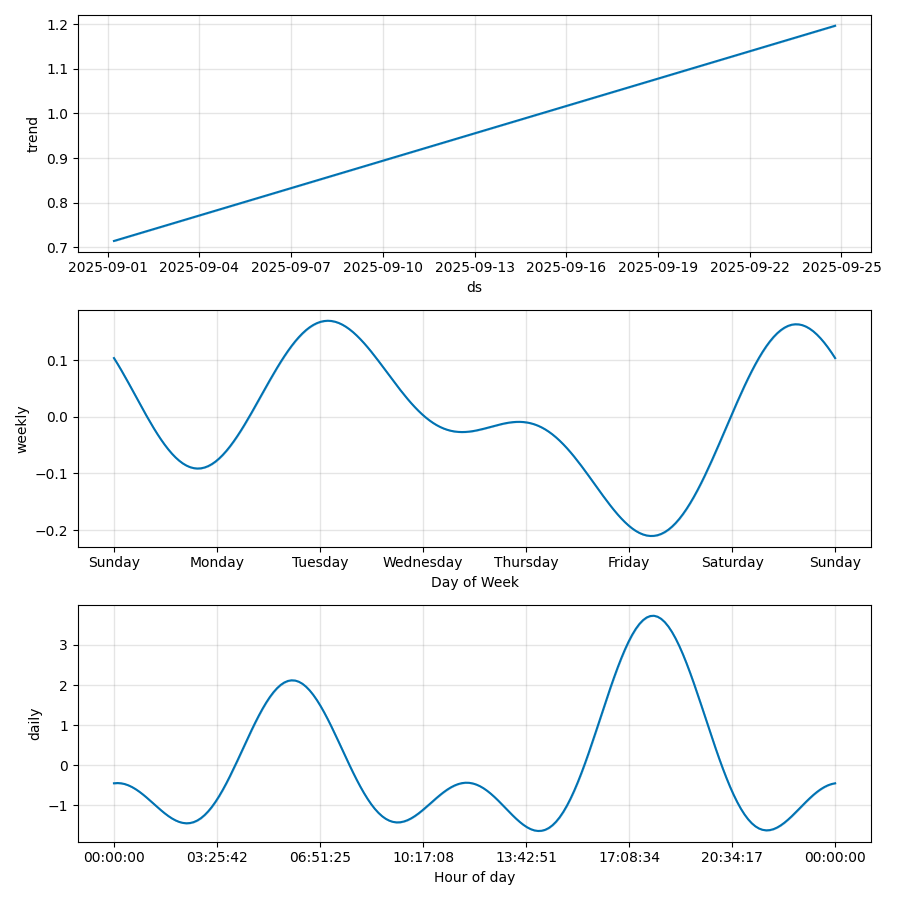 1.2
1.1
1.0
0.9
0.8
0.7
trend
2025-09-01 2025-09-04 2025-09-07 2025-09-10 2025-09-13 2025-09-16 2025-09-19 2025-09-22 2025-09-25
ds
0.1
0.0
−0.1
−0.2
weekly
Sunday Monday Tuesday Wednesday Thursday Friday Saturday Sunday
Day of Week
3
2
1
0
−1
daily
00:00:00 03:25:42 06:51:25 10:17:08 13:42:51 17:08:34 20:34:17 00:00:00
Hour of day